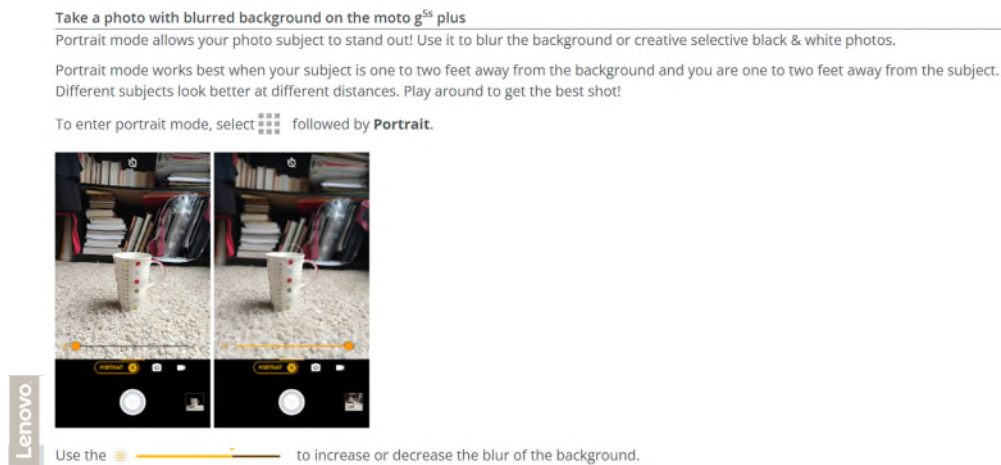 Take a photo with blurred background on the moto g5s plus
Portrait mode allows your photo subject to stand out! Use it to blur the background or creative selective black & white photos.
Portrait mode works best when your subject is one to two feet away from the background and you are one to two feet away from the subject.
Different subjects look better at different distances. Play around to get the best shot!
To enter portrait mode, select followed by Portrait.
PORTRAIT
PORTRAIT
Lenovo.
Use the to increase or decrease the blur of the background.